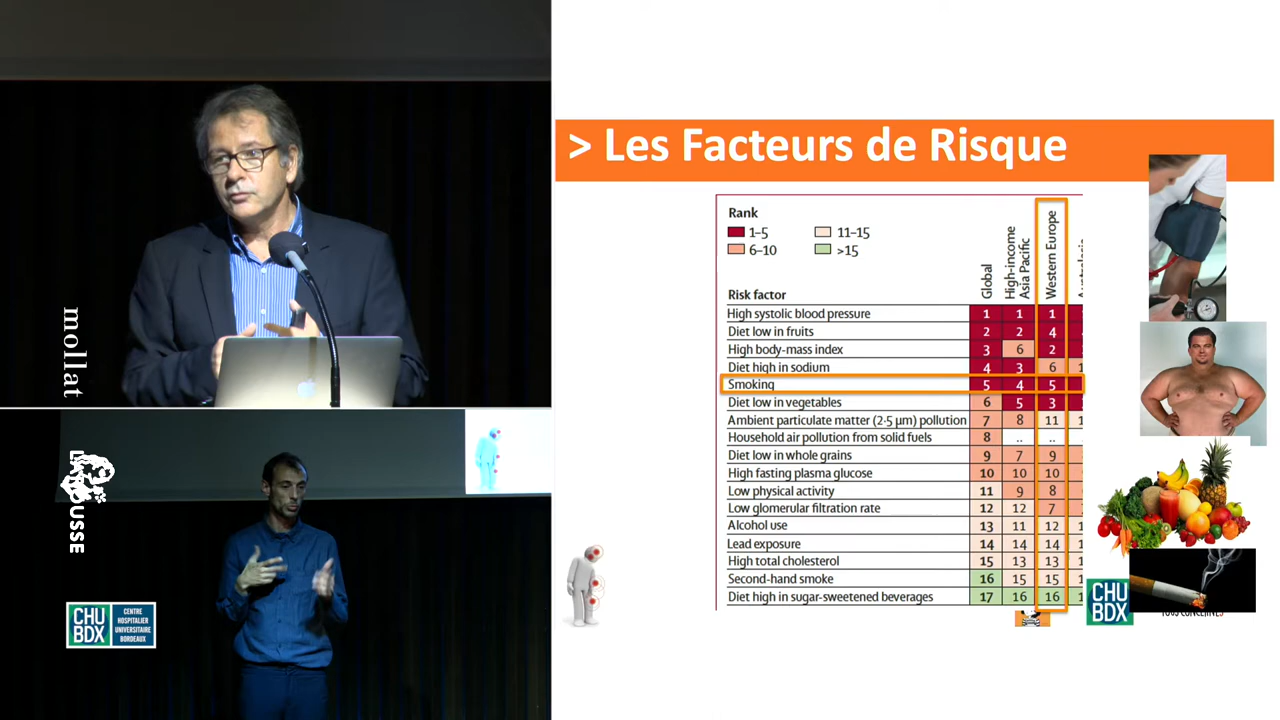 mollat
LAROUSSE
CHU
BDX
CENTRE
HOSPITALIER
UNIVERSITAIRE
BORDEAUX
> Les Facteurs de Risque
Rank
1–5
11–15
6–10
>15
Risk factor
Global
High-income
Asia Pacific
Western Europe
High systolic blood pressure 1 1 1
Diet low in fruits 2 2 4
High body-mass index 3 6 2
Diet high in sodium 4 3 6
Smoking 5 4 5
Diet low in vegetables 6 5 3
Ambient particulate matter (2·5 μm) pollution 7 8 11
Household air pollution from solid fuels 8 .. ..
Diet low in whole grains 9 7 9
High fasting plasma glucose 10 10 10
Low physical activity 11 9 8
Low glomerular filtration rate 12 12 7
Alcohol use 13 11 12
Lead exposure 14 14 14
High total cholesterol 15 13 13
Second-hand smoke 16 15 15
Diet high in sugar-sweetened beverages 17 16 16
CHU
BDX